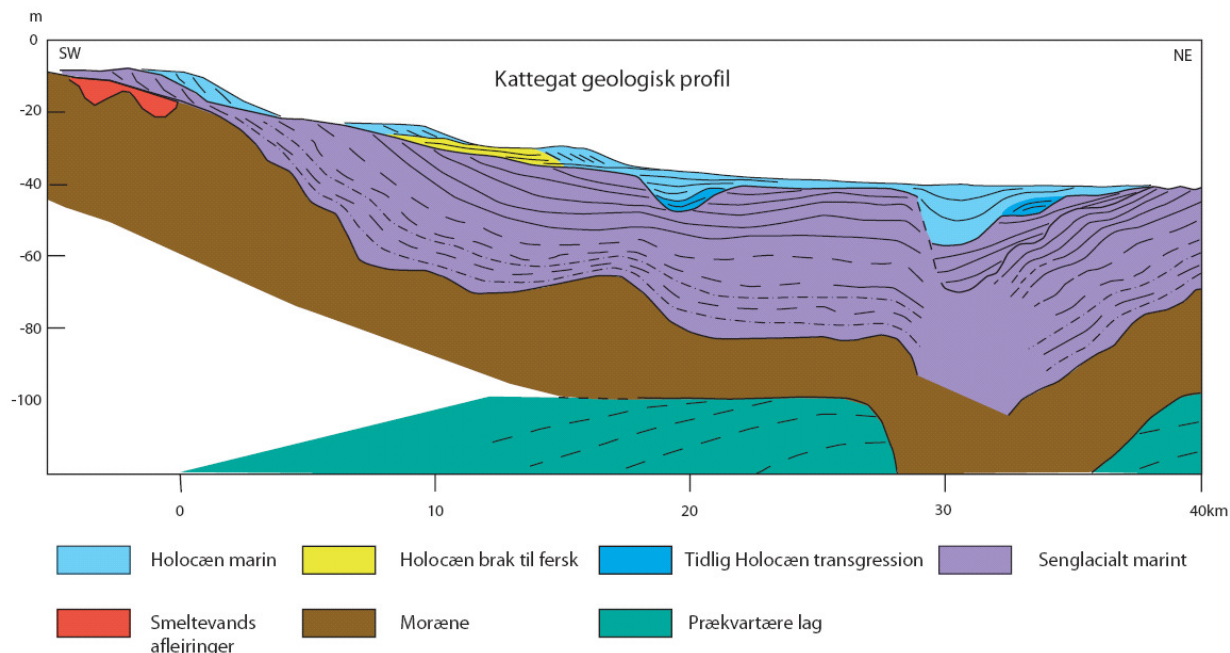 m
0
SW
Kattegat geologisk profil
NE
-20
-40
-60
-80
-100
0
10
20
30
40km
Holocæn marin
Holocæn brak til fersk
Tidlig Holocæn transgression
Senglacialt marint
Smeltevands
aflejringer
Moræne
Prækvartære lag